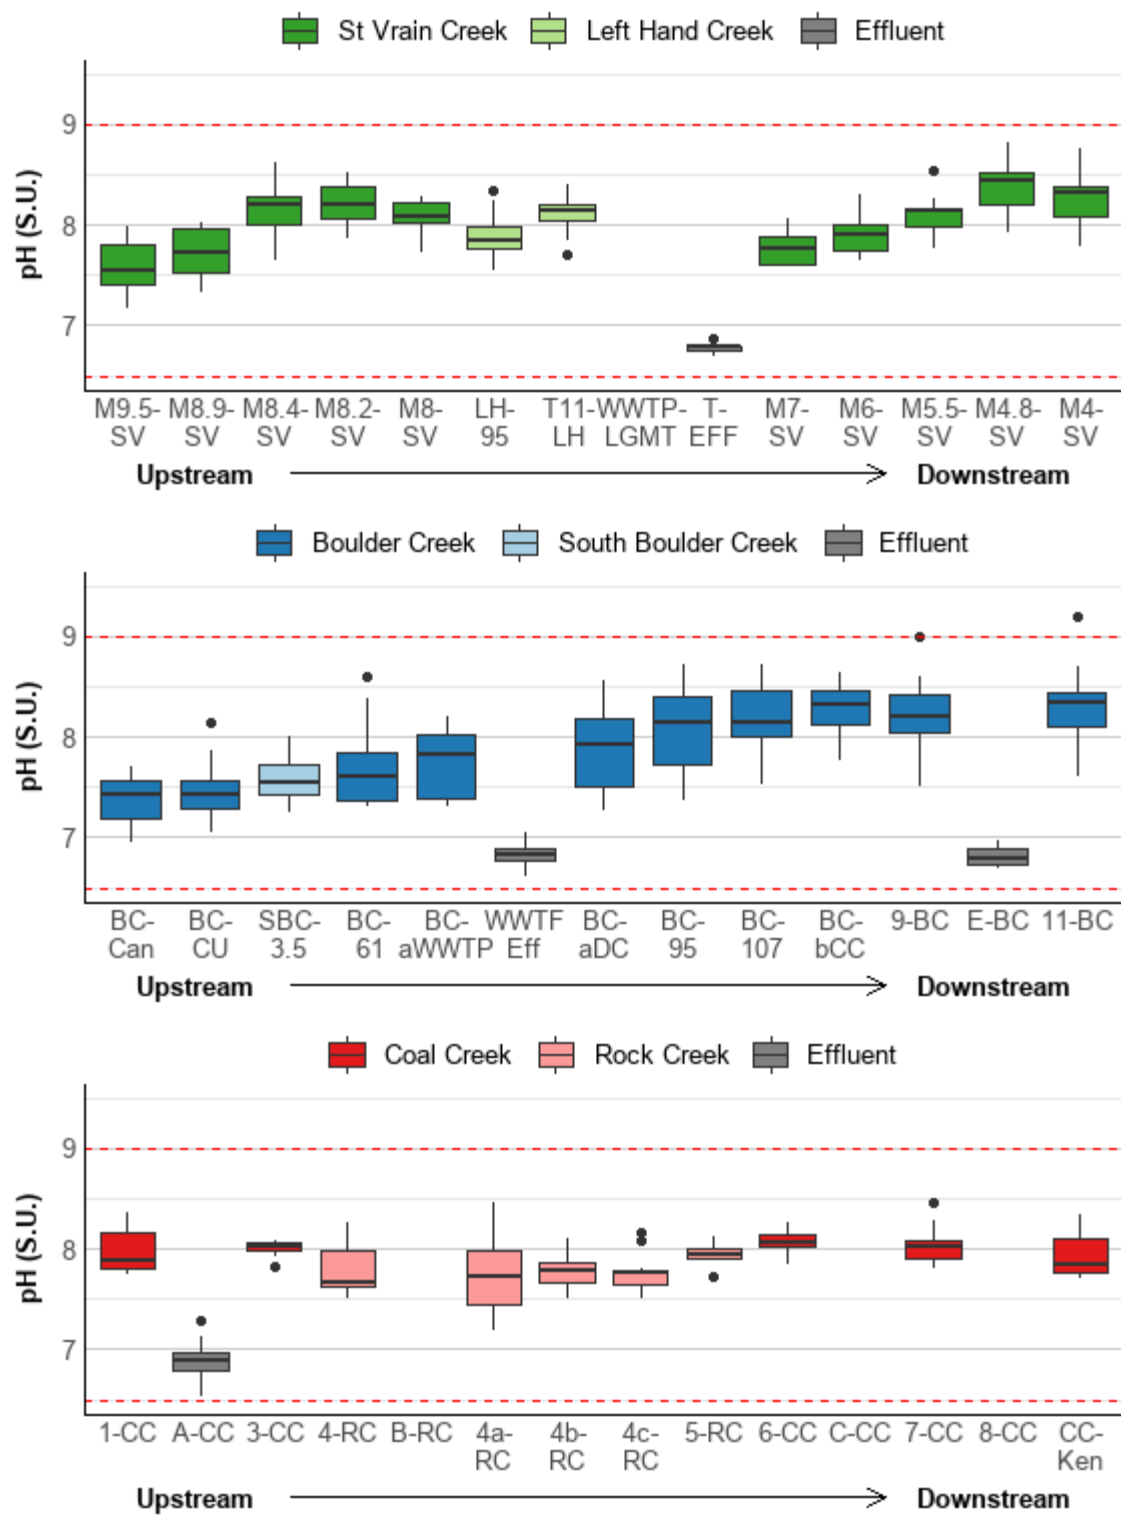 St Vrain Creek Left Hand Creek Effluent
9
8
7
pH (S.U.)
M9.5- M8.9- M8.4- M8.2- M8- LH- T11- WWTP- T- M7- M6- M5.5- M4.8- M4-
SV SV SV SV SV 95 LH LGMT EFF SV SV SV SV SV
Upstream Downstream
Boulder Creek South Boulder Creek Effluent
9
8
7
pH (S.U.)
BC- BC- SBC- BC- BC- WWTF BC- BC- BC- BC- 9-BC E-BC 11-BC
Can CU 3.5 61 aWWTP Eff aDC 95 107 bCC
Upstream Downstream
Coal Creek Rock Creek Effluent
9
8
7
pH (S.U.)
1-CC A-CC 3-CC 4-RC B-RC 4a- 4b- 4c- 5-RC 6-CC C-CC 7-CC 8-CC CC-
RC RC RC Ken
Upstream Downstream